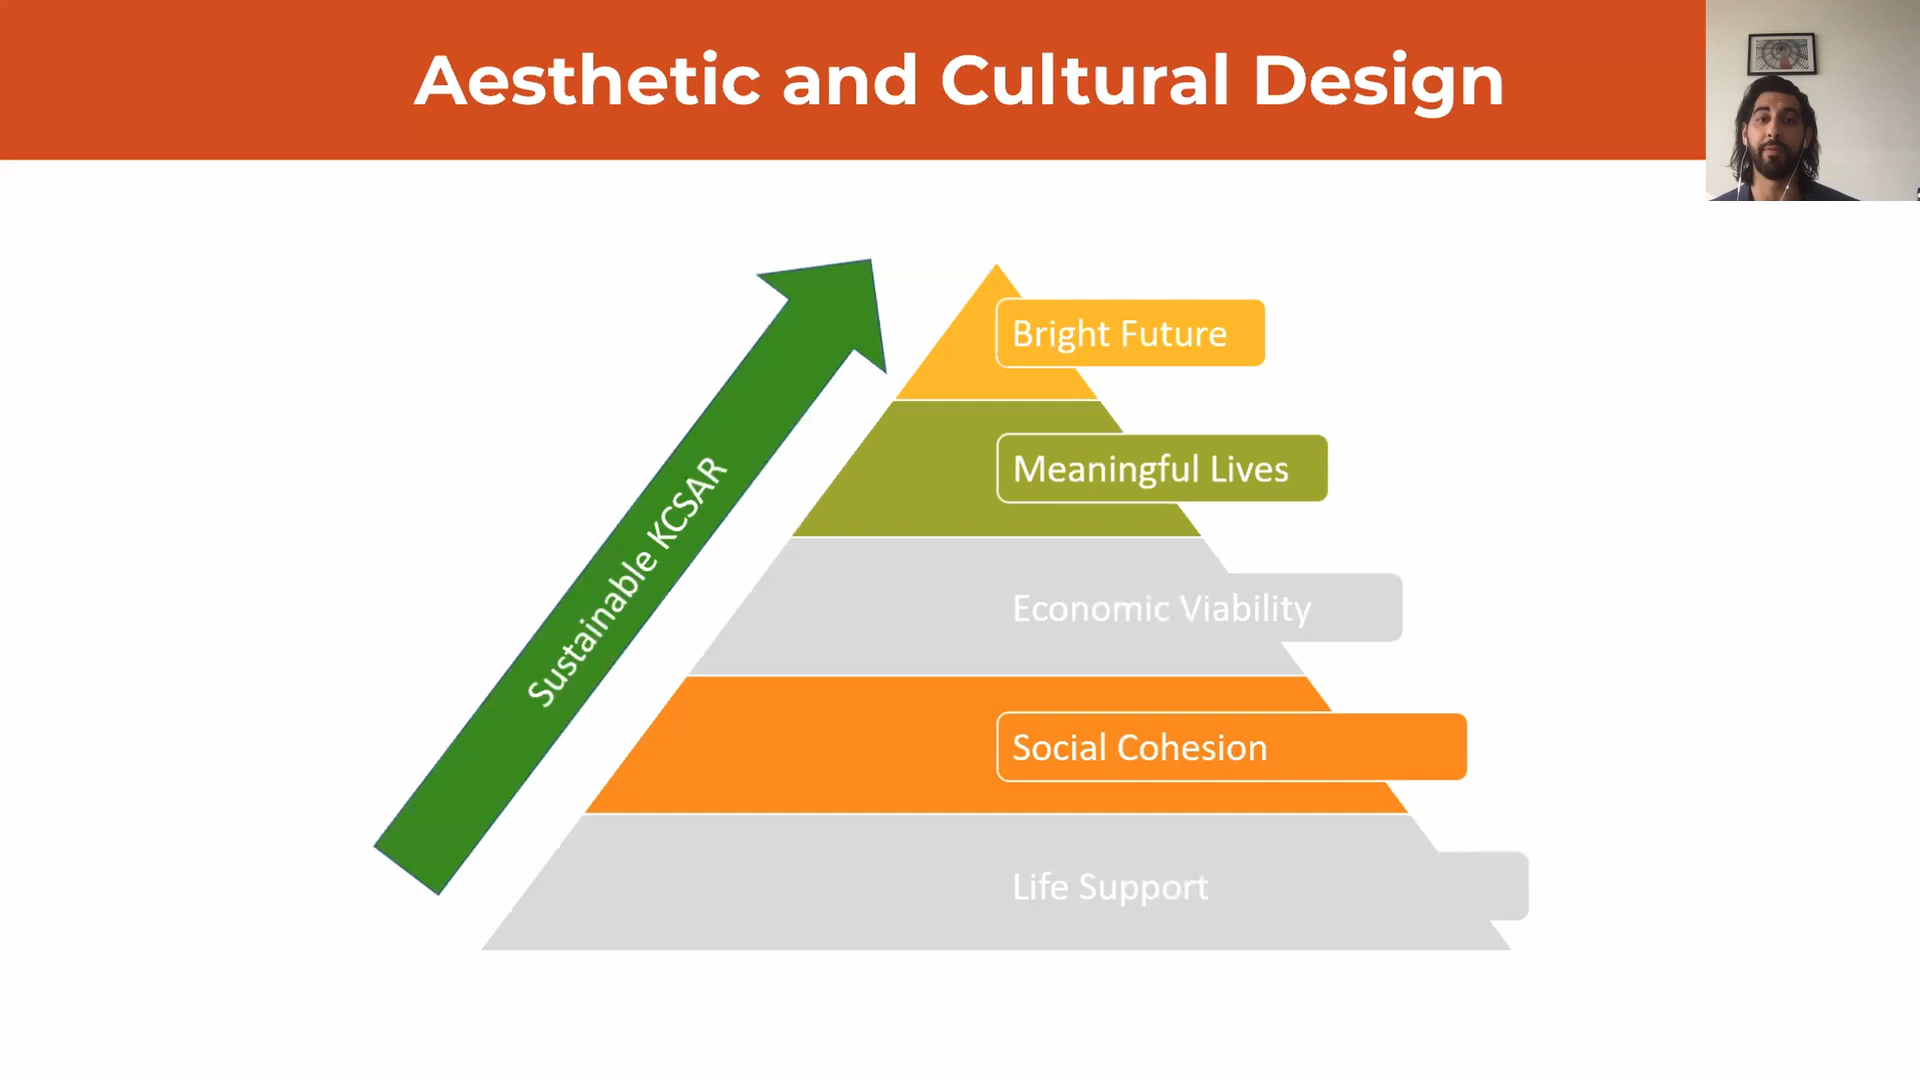 Aesthetic and Cultural Design
Bright Future
Meaningful Lives
Sustainable KCSAR
Economic Viability
Social Cohesion
Life Support